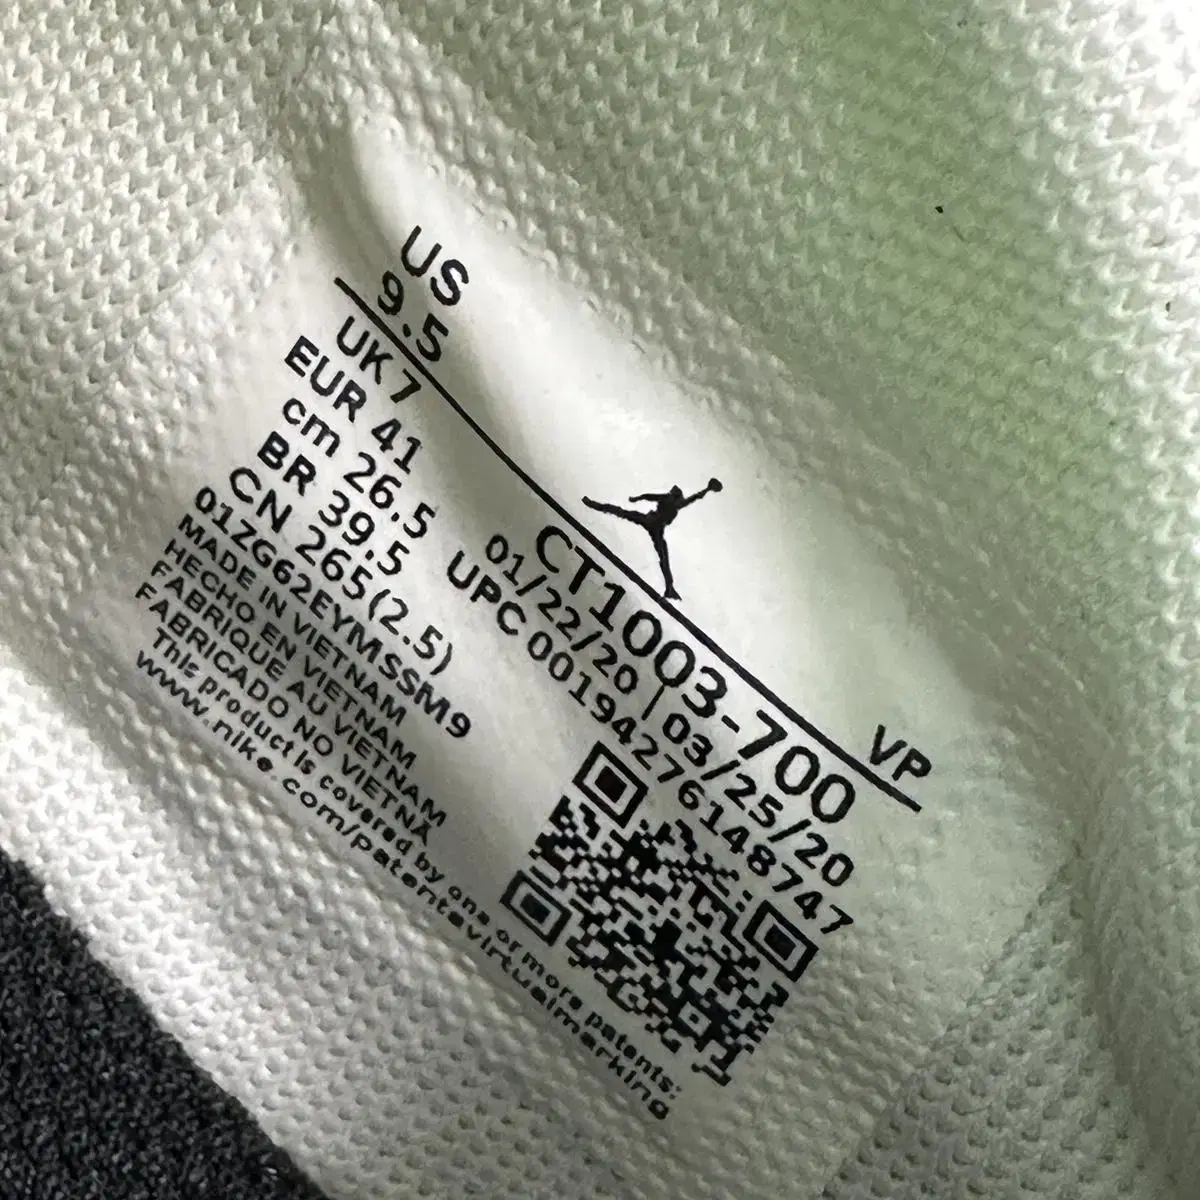 US
9.5
UK 7
EUR 41
cm 26.5
BR 39.5
CN 265(2.5)
01ZG62EYMSSM9
MADE IN VIETNAM
HECHO EN VIETNAM
FABRIQUE AU VIETNAM
FABRICADO NO VIETNÃ
This product is covered by one or more patents:
www.nike.com/patentavirtualmarking
VP
CT1003-700
01/22/20 | 03/25/20
UPC 00194276148747